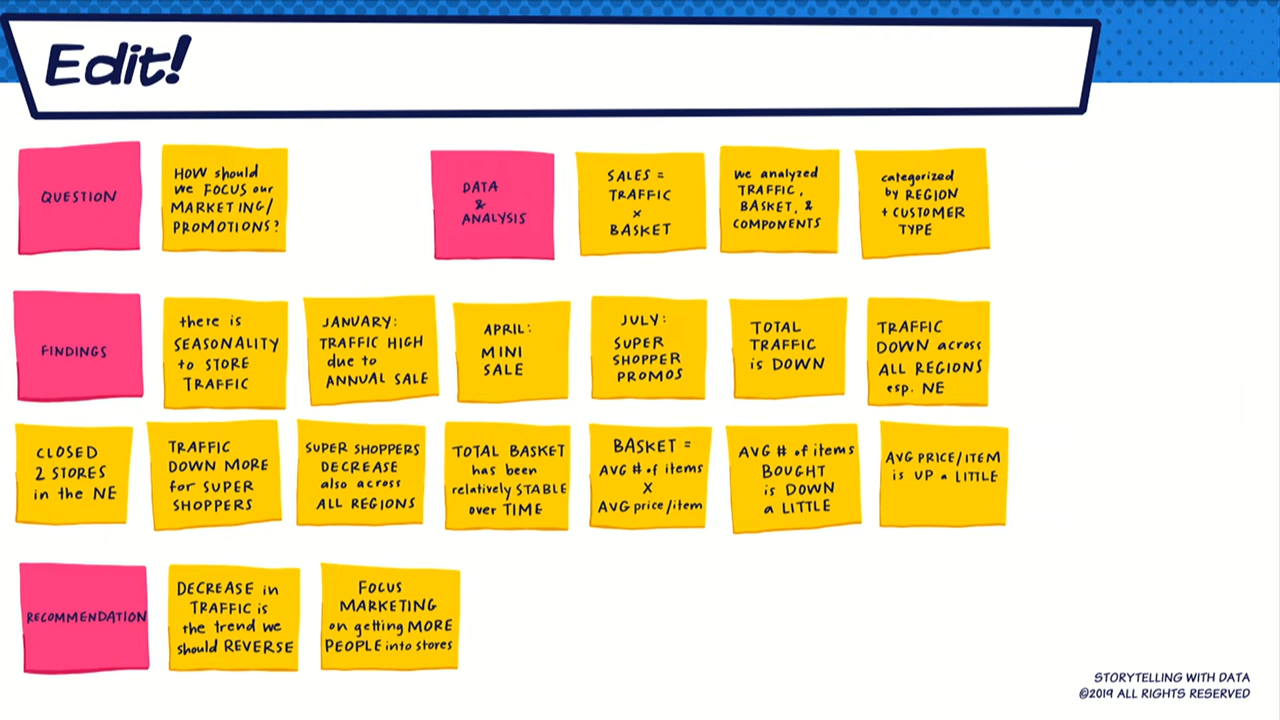 Edit!
QUESTION
HOW should
we FOCUS our
MARKETING/
PROMOTIONS?
DATA
&
ANALYSIS
SALES =
TRAFFIC
x
BASKET
we analyzed
TRAFFIC,
BASKET, &
COMPONENTS
categorized
by REGION
+ CUSTOMER
TYPE
FINDINGS
there is
SEASONALITY
to STORE
TRAFFIC
JANUARY:
TRAFFIC HIGH
due to
ANNUAL SALE
APRIL:
MINI
SALE
JULY:
SUPER
SHOPPER
PROMOS
TOTAL
TRAFFIC
is DOWN
TRAFFIC
DOWN across
ALL REGIONS
esp. NE
CLOSED
2 STORES
in the NE
TRAFFIC
DOWN MORE
for SUPER
SHOPPERS
SUPER SHOPPERS
DECREASE
also across
ALL REGIONS
TOTAL BASKET
has been
relatively STABLE
over TIME
BASKET =
AVG # of items
X
AVG price/item
AVG # of items
BOUGHT
is DOWN
a LITTLE
AVG PRICE/ITEM
is UP a LITTLE
RECOMMENDATION
DECREASE in
TRAFFIC is
the trend we
should REVERSE
FOCUS
MARKETING
on getting MORE
PEOPLE into stores
STORYTELLING WITH DATA
©2019 ALL RIGHTS RESERVED